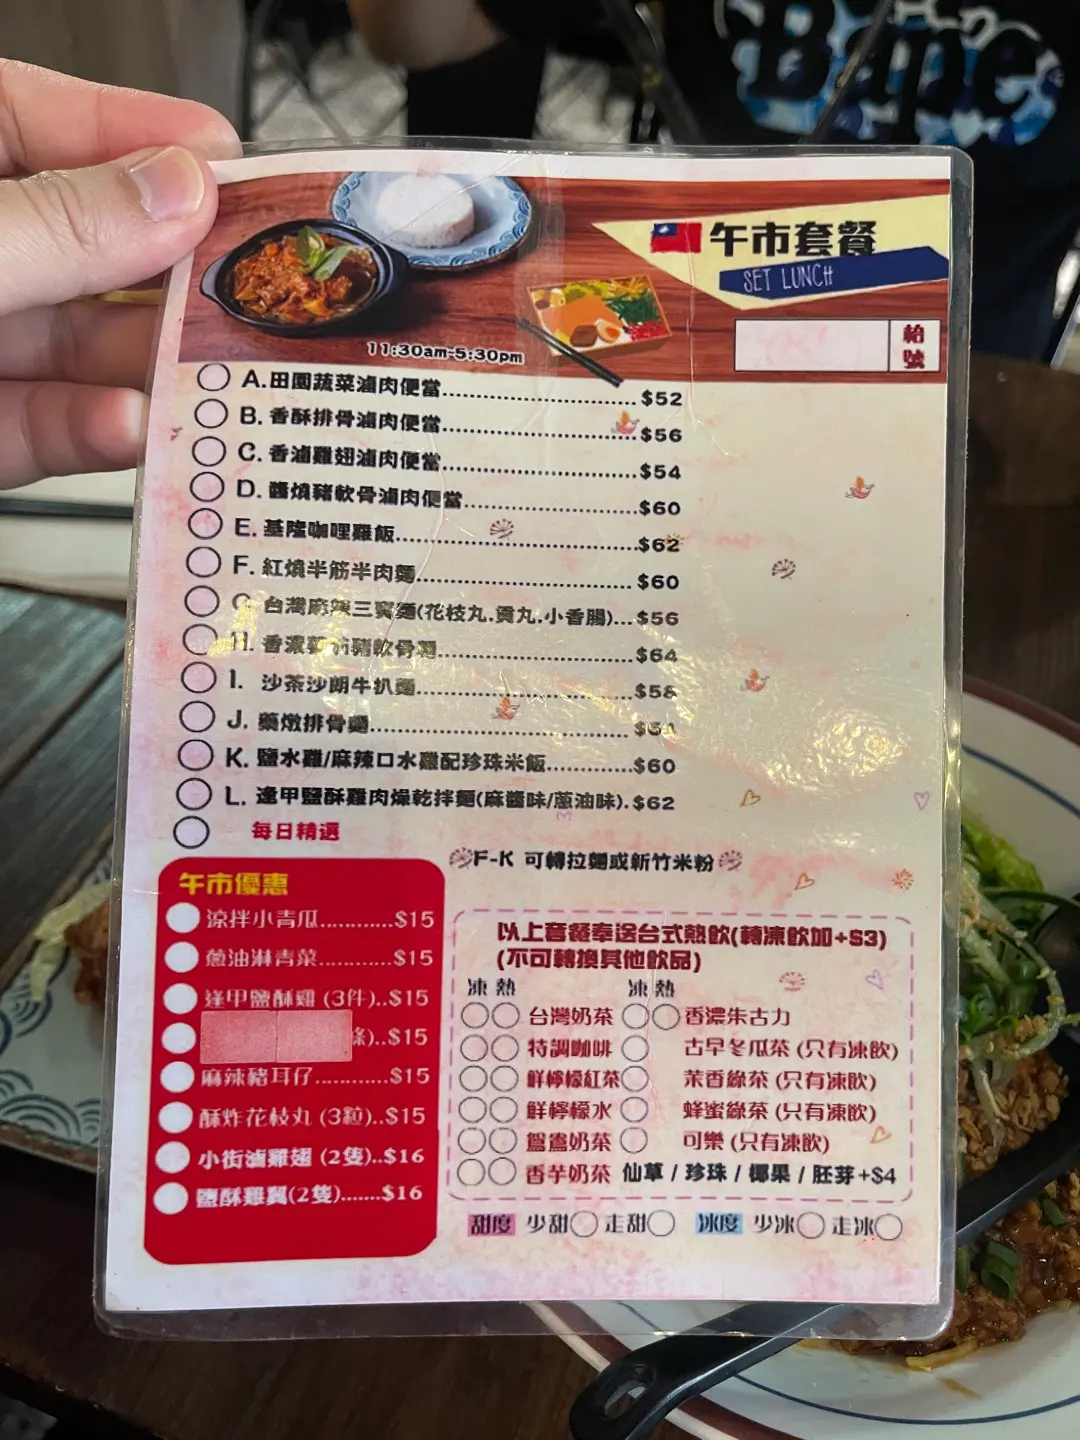 Bape
午市套餐
SET LUNCH
枱號
11:30am-5:30pm
A.田園蔬菜滷肉便當 $52
B. 香酥排骨滷肉便當 $56
C. 香滷雞翅滷肉便當 $54
D. 醬燒豬軟骨滷肉便當 $60
E. 基隆咖哩雞飯 $62
F. 紅燒半筋半肉麵 $60
G. 台灣麻辣三寶麵(花枝丸.貢丸.小香腸)...$56
H. 香濃 豬軟骨 $64
I. 沙茶沙朗牛扒麵 $58
J. 藥燉排骨麵
K. 鹽水雞/麻辣口水雞配珍珠米飯 $60
L. 逢甲鹽酥雞肉燥乾拌麵(麻醬味/蔥油味).$62
每日精選
F-K 可轉拉麵或新竹米粉
午市優惠
涼拌小青瓜............$15
蔥油淋青菜............$15
逢甲鹽酥雞 (3件)..$15
條)..$15
麻辣豬耳仔............$15
酥炸花枝丸 (3粒)..$15
小街滷雞翅 (2隻)..$16
鹽酥雞翼(2隻).......$16
以上套餐奉送台式熱飲(轉凍飲加+$3)
(不可轉換其他飲品)
凍 熱 凍 熱
台灣奶茶 香濃朱古力
特調咖啡 古早冬瓜茶 (只有凍飲)
鮮檸檬紅茶 茉香綠茶 (只有凍飲)
鮮檸檬水 蜂蜜綠茶 (只有凍飲)
鴛鴦奶茶 可樂 (只有凍飲)
香芋奶茶 仙草 / 珍珠 / 椰果 / 胚芽+$4
甜度 少甜 走甜 冰度 少冰 走冰